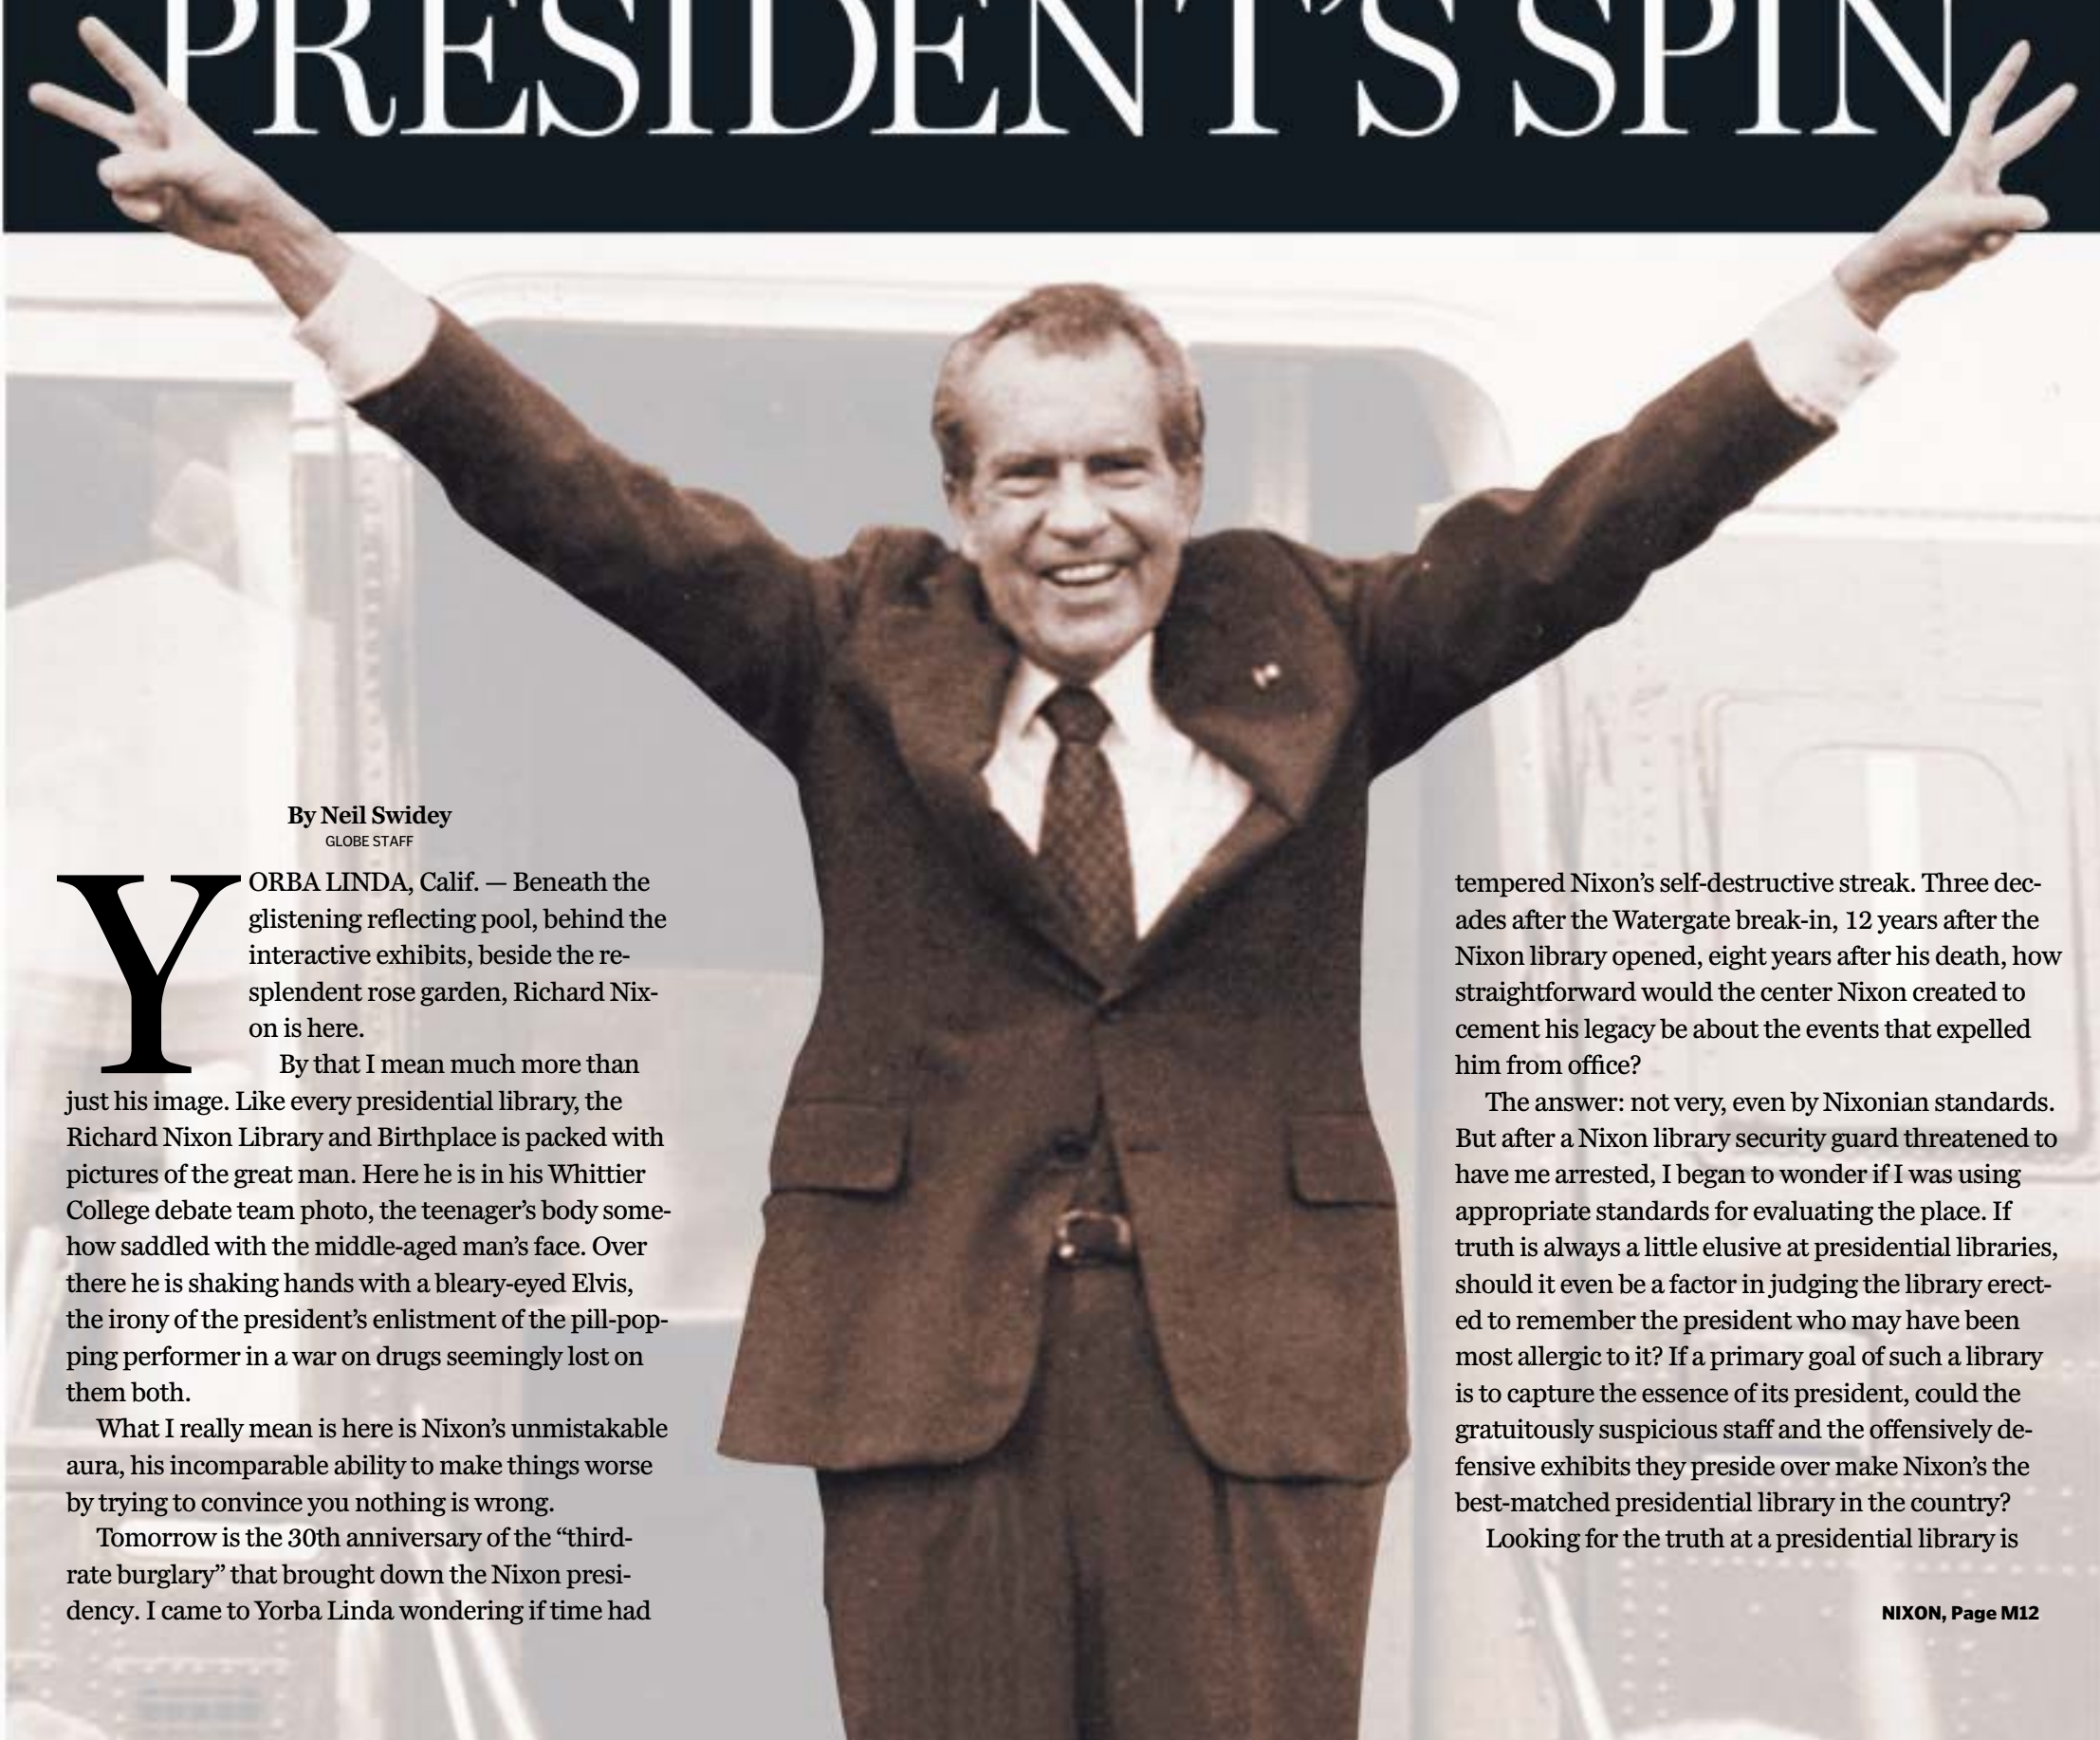 PRESIDENT'S SPIN
By Neil Swidey
GLOBE STAFF
YORBA LINDA, Calif. — Beneath the
glistening reflecting pool, behind the
interactive exhibits, beside the re-
splendent rose garden, Richard Nix-
on is here.
By that I mean much more than
just his image. Like every presidential library, the
Richard Nixon Library and Birthplace is packed with
pictures of the great man. Here he is in his Whittier
College debate team photo, the teenager's body some-
how saddled with the middle-aged man's face. Over
there he is shaking hands with a bleary-eyed Elvis,
the irony of the president's enlistment of the pill-pop-
ping performer in a war on drugs seemingly lost on
them both.
What I really mean is here is Nixon's unmistakable
aura, his incomparable ability to make things worse
by trying to convince you nothing is wrong.
Tomorrow is the 30th anniversary of the “third-
rate burglary” that brought down the Nixon presi-
dency. I came to Yorba Linda wondering if time had
tempered Nixon's self-destructive streak. Three dec-
ades after the Watergate break-in, 12 years after the
Nixon library opened, eight years after his death, how
straightforward would the center Nixon created to
cement his legacy be about the events that expelled
him from office?
The answer: not very, even by Nixonian standards.
But after a Nixon library security guard threatened to
have me arrested, I began to wonder if I was using
appropriate standards for evaluating the place. If
truth is always a little elusive at presidential libraries,
should it even be a factor in judging the library erect-
ed to remember the president who may have been
most allergic to it? If a primary goal of such a library
is to capture the essence of its president, could the
gratuitously suspicious staff and the offensively de-
fensive exhibits they preside over make Nixon's the
best-matched presidential library in the country?
Looking for the truth at a presidential library is
NIXON, Page M12